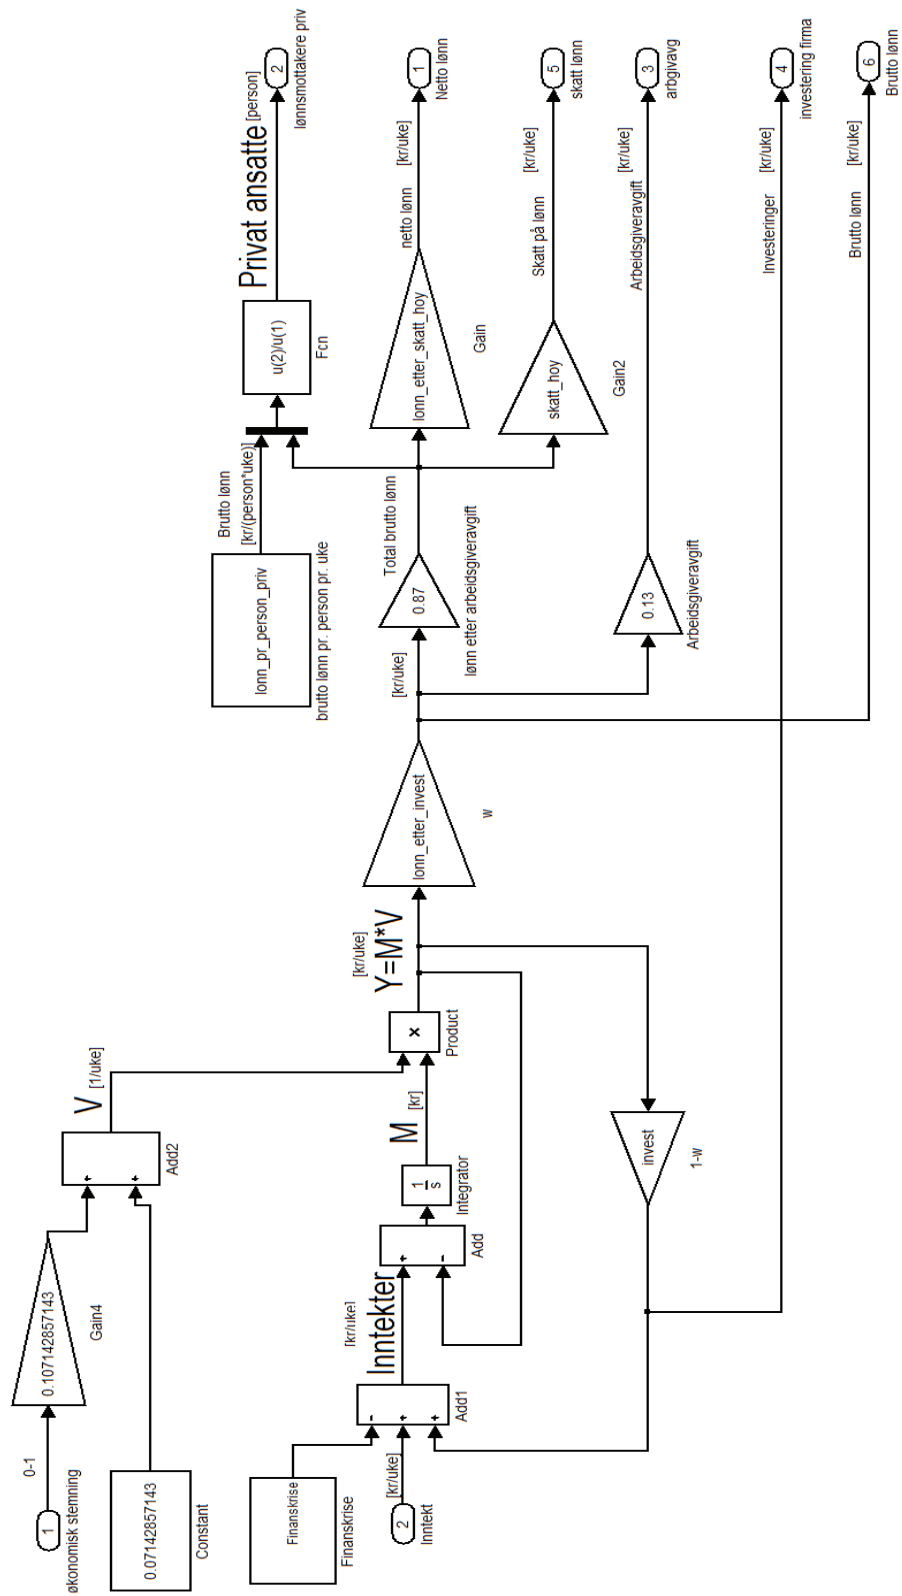 1
økonomisk stemning
0-1
0.107142857143
Gain4
0.07142857143
Constant
+
+
Add2
V
[1/uke]
Finanskrise
Finanskrise
2
Inntekt
[kr/uke]
-
+
+
Add1
Inntekter
[kr/uke]
+
-
Add
1
s
Integrator
M
[kr]
×
Product
Y=M*V
[kr/uke]
invest
1-w
lonn_etter_invest
w
[kr/uke]
0.87
lønn etter arbeidsgiveravgift
Total brutto lønn
0.13
Arbeidsgiveravgift
lonn_pr_person_priv
brutto lønn pr. person pr. uke
Brutto lønn
[kr/(person*uke)]
u(2)/u(1)
Fcn
Privat ansatte
[person]
2
lønnsmottakere priv
lonn_etter_skatt_hoy
Gain
netto lønn
[kr/uke]
1
Netto lønn
skatt_hoy
Gain2
Skatt på lønn
[kr/uke]
5
skatt lønn
Arbeidsgiveravgift
[kr/uke]
3
arbgivavg
Investeringer
[kr/uke]
4
investering firma
Brutto lønn
[kr/uke]
6
Brutto lønn